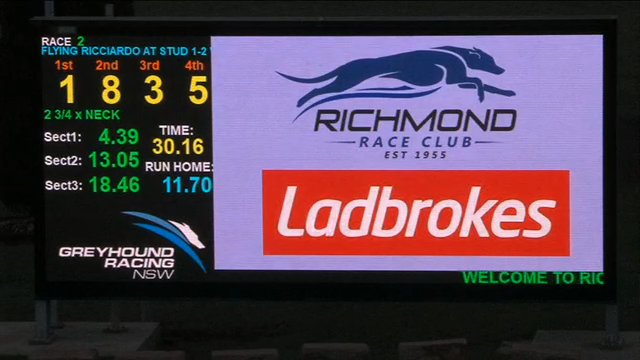 RACE 2
FLYING RICCIARDO AT STUD 1-2
1st 2nd 3rd 4th
1 8 3 5
2 3/4 x NECK
Sect1: 4.39
Sect2: 13.05
Sect3: 18.46
TIME:
30.16
RUN HOME:
11.70
GREYHOUND
RACING
NSW
RICHMOND
RACE CLUB
EST 1955
Ladbrokes
WELCOME TO RIC